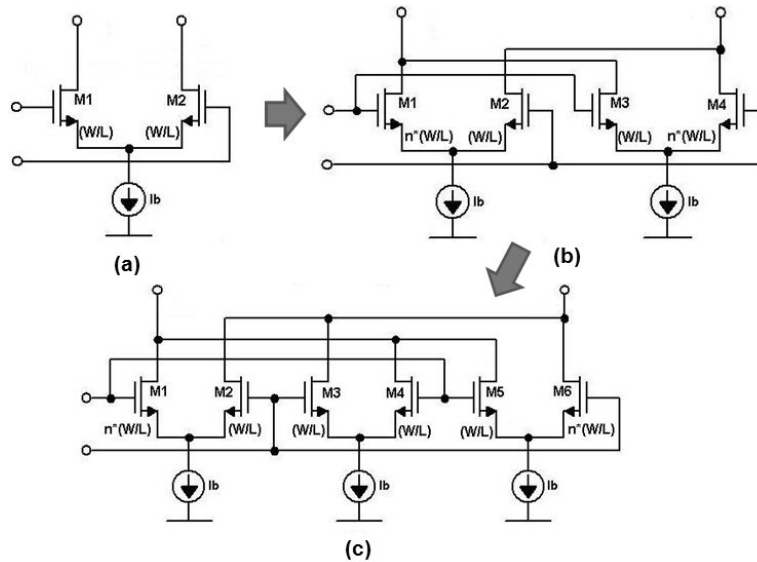 M1 M2
(W/L) (W/L)
Ib
(a)
M1 M2 M3 M4
n*(W/L) (W/L) (W/L) n*(W/L)
Ib Ib
(b)
M1 M2 M3 M4 M5 M6
n*(W/L) (W/L) (W/L) (W/L) (W/L) n*(W/L)
Ib Ib Ib
(c)